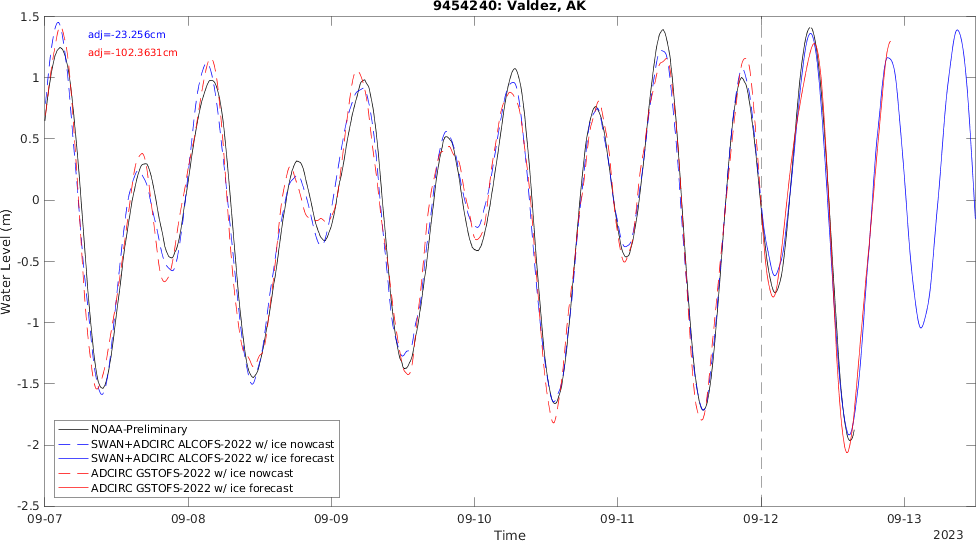 9454240: Valdez, AK
adj=-23.256cm
adj=-102.3631cm
1.5
1
0.5
0
-0.5
-1
-1.5
-2
-2.5
Water Level (m)
NOAA-Preliminary
SWAN+ADCIRC ALCOFS-2022 w/ ice nowcast
SWAN+ADCIRC ALCOFS-2022 w/ ice forecast
ADCIRC GSTOFS-2022 w/ ice nowcast
ADCIRC GSTOFS-2022 w/ ice forecast
09-07 09-08 09-09 09-10 09-11 09-12 09-13
Time
2023